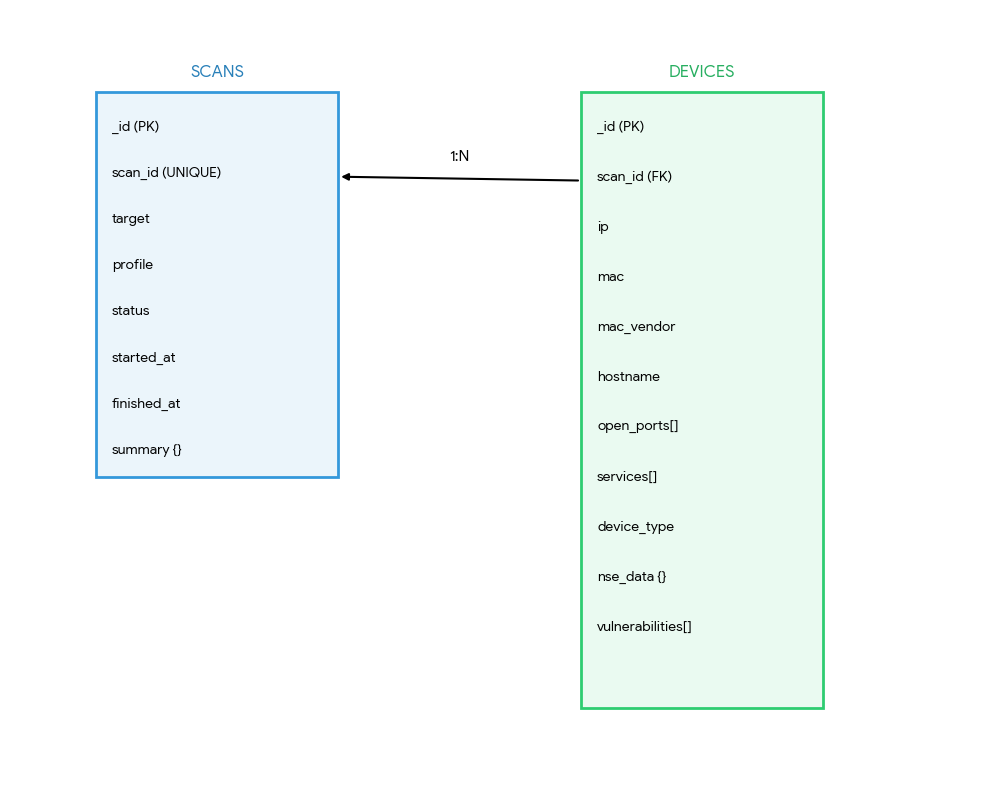 SCANS
_id (PK)
scan_id (UNIQUE)
target
profile
status
started_at
finished_at
summary {}
1:N
DEVICES
_id (PK)
scan_id (FK)
ip
mac
mac_vendor
hostname
open_ports[]
services[]
device_type
nse_data {}
vulnerabilities[]